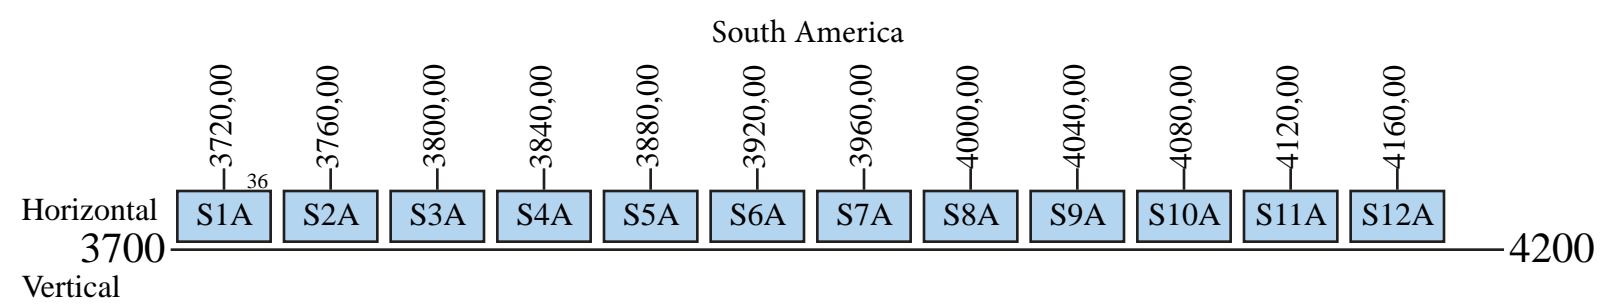 South America
3720,00 3760,00 3800,00 3840,00 3880,00 3920,00 3960,00 4000,00 4040,00 4080,00 4120,00 4160,00
36
Horizontal S1A S2A S3A S4A S5A S6A S7A S8A S9A S10A S11A S12A
3700 4200
Vertical